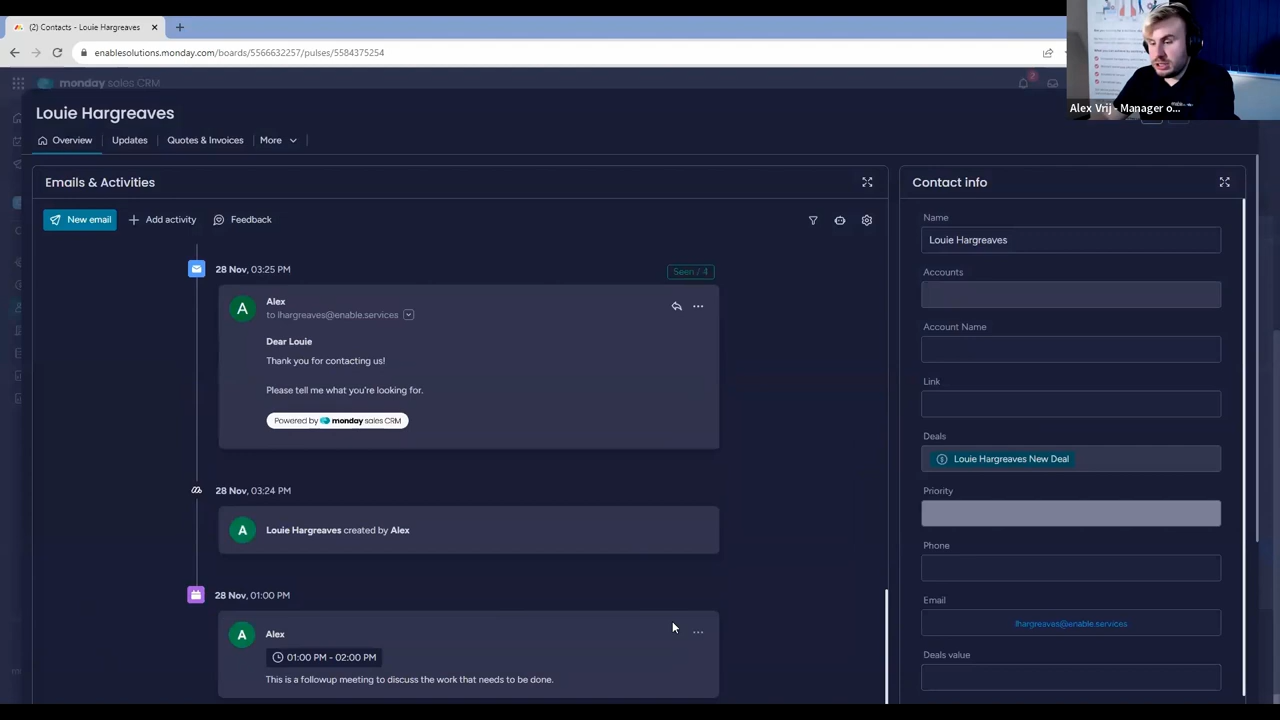 (2) Contacts - Louie Hargreaves
enablesolutions.monday.com/boards/5566632257/pulses/5584375254
monday sales CRM
2
Alex Vrij - Manager o...
Louie Hargreaves
Overview
Updates
Quotes & Invoices
More
Emails & Activities
New email
Add activity
Feedback
28 Nov, 03:25 PM
Seen / 4
A
Alex
to lhargreaves@enable.services
Dear Louie
Thank you for contacting us!
Please tell me what you're looking for.
Powered by monday sales CRM
28 Nov, 03:24 PM
A
Louie Hargreaves created by Alex
28 Nov, 01:00 PM
A
Alex
01:00 PM - 02:00 PM
This is a followup meeting to discuss the work that needs to be done.
Contact info
Name
Louie Hargreaves
Accounts
Account Name
Link
Deals
Louie Hargreaves New Deal
Priority
Phone
Email
lhargreaves@enable.services
Deals value